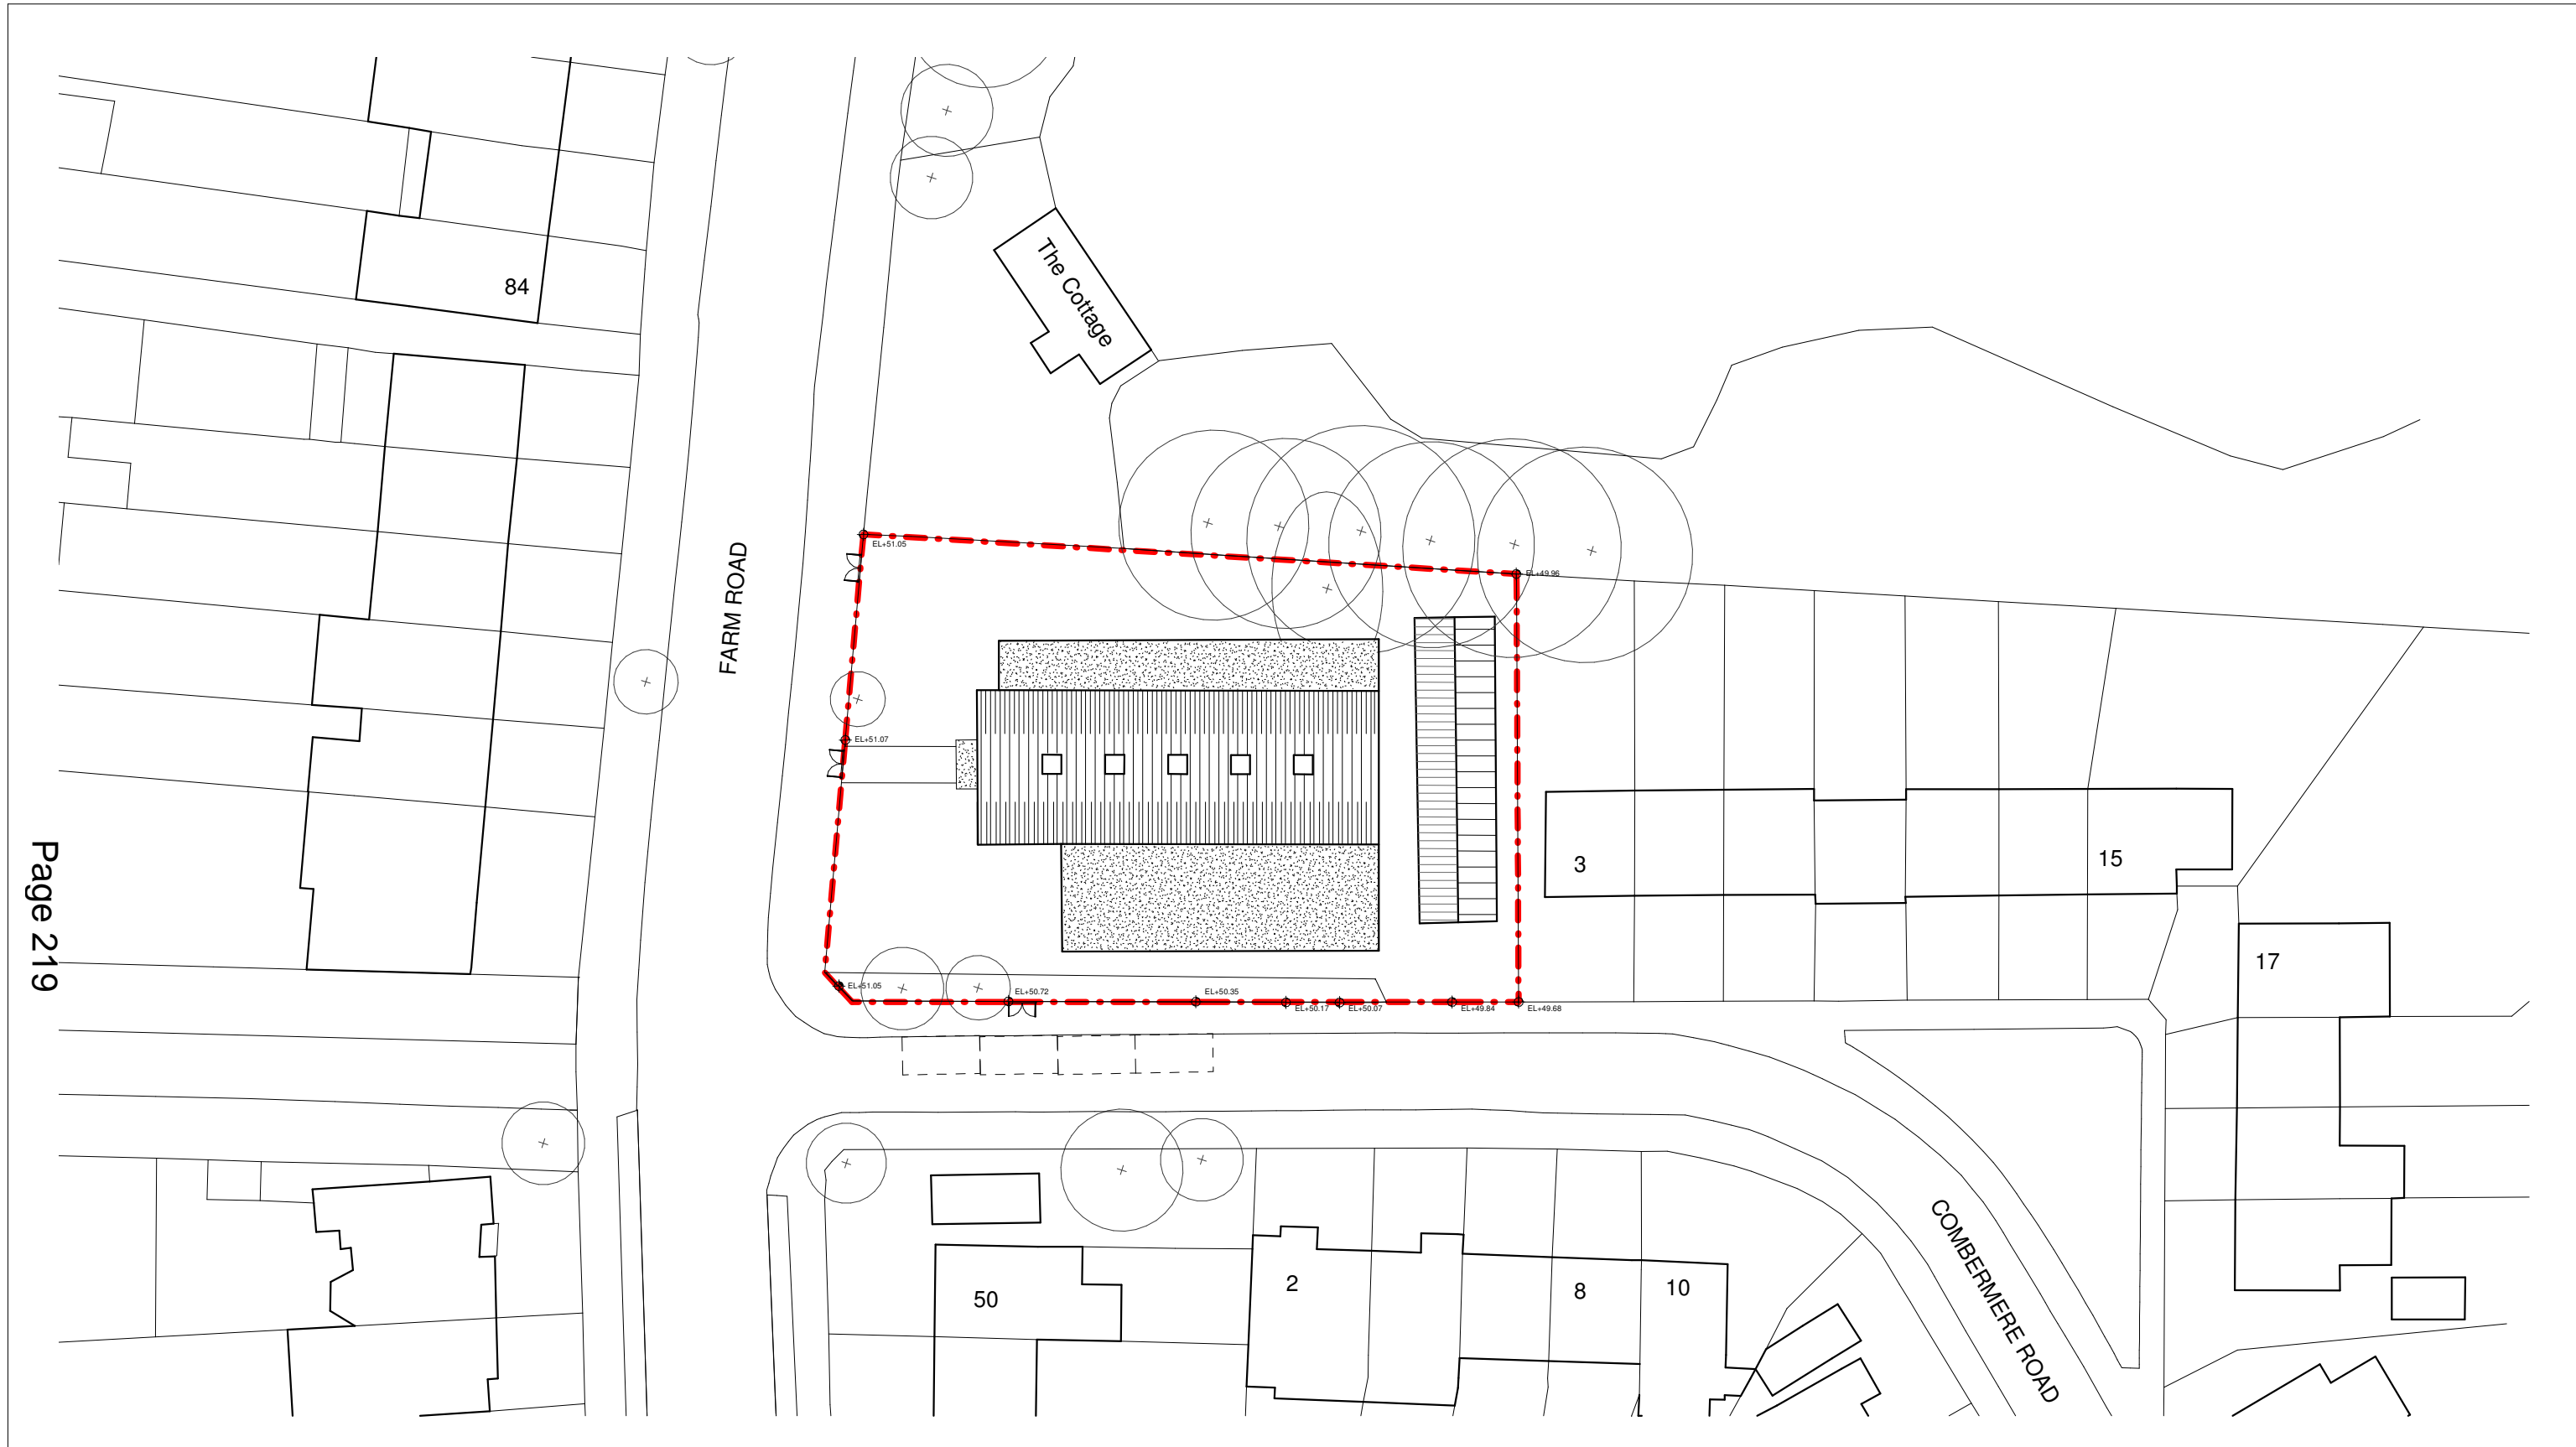 84
The Cottage
FARM ROAD
EL+51.05
EL+49.96
EL+51.07
3
15
17
EL+51.05
EL+50.72
EL+50.35
EL+50.17
EL+50.07
EL+49.84
EL+49.68
50
2
8
10
COMBERMERE ROAD
Page 219